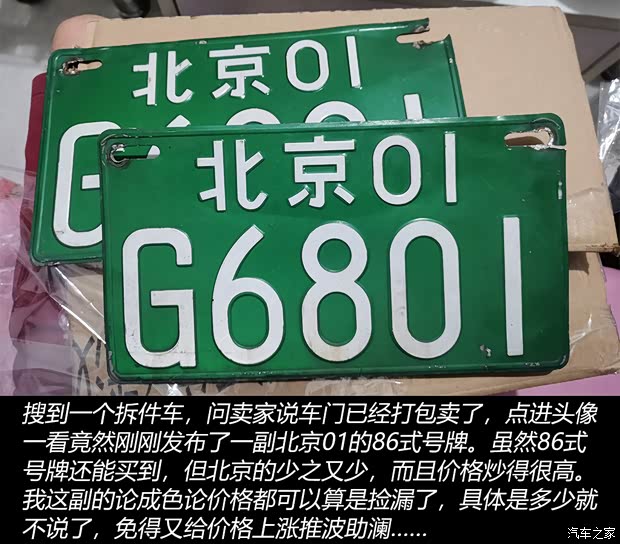 北京01
G6801
北京01
G6801
搜到一个拆件车，问卖家说车门已经打包卖了，点进头像
一看竟然刚刚发布了一副北京01的86式号牌。虽然86式
号牌还能买到，但北京的少之又少，而且价格炒得很高。
我这副的论成色论价格都可以算是捡漏了，具体是多少就
不说了，免得又给价格上涨推波助澜......
汽车之家